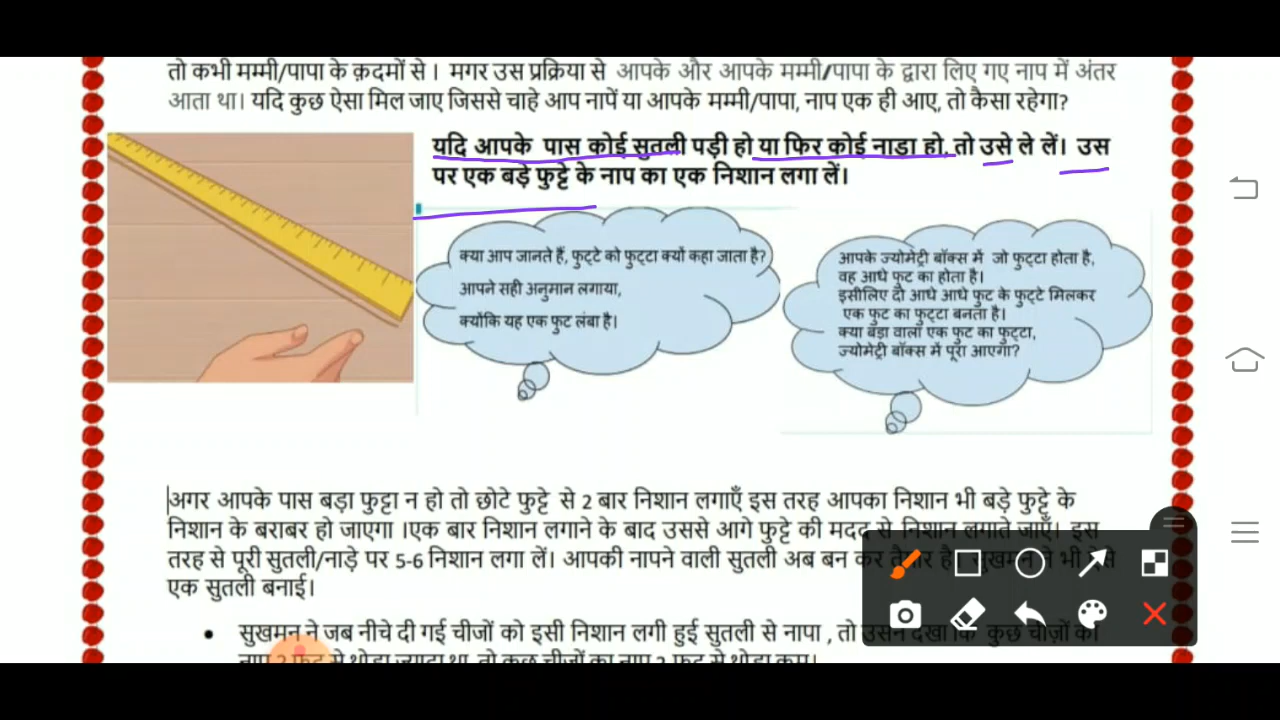 तो कभी मम्मी/पापा के क़दमों से । मगर उस प्रक्रिया से आपके और आपके मम्मी/पापा के द्वारा लिए गए नाप में अंतर
आता था। यदि कुछ ऐसा मिल जाए जिससे चाहे आप नापें या आपके मम्मी/पापा, नाप एक ही आए, तो कैसा रहेगा?
यदि आपके पास कोई सुतली पड़ी हो या फिर कोई नाड़ा हो, तो उसे ले लें। उस
पर एक बड़े फुट्टे के नाप का एक निशान लगा लें।
क्या आप जानते हैं, फुट्टे को फुट्टा क्यों कहा जाता है?
आपने सही अनुमान लगाया,
क्योंकि यह एक फुट लंबा है।
आपके ज्योमेट्री बॉक्स में जो फुट्टा होता है,
वह आधे फुट का होता है।
इसीलिए दो आधे आधे फुट के फुट्टे मिलकर
एक फुट का फुट्टा बनता है।
क्या बड़ा वाला एक फुट का फुट्टा,
ज्योमेट्री बॉक्स में पूरा आएगा?
अगर आपके पास बड़ा फुट्टा न हो तो छोटे फुट्टे से 2 बार निशान लगाएँ इस तरह आपका निशान भी बड़े फुट्टे के
निशान के बराबर हो जाएगा ।एक बार निशान लगाने के बाद उससे आगे फुट्टे की मदद से निशान लगाते जाएँ। इस
तरह से पूरी सुतली/नाड़े पर 5-6 निशान लगा लें। आपकी नापने वाली सुतली अब बन कर तैयार है। सुखमन ने भी इसे
एक सुतली बनाई।
• सुखमन ने जब नीचे दी गई चीजों को इसी निशान लगी हुई सुतली से नापा , तो उसने देखा कि कुछ चीज़ों का
नाप 2 फुट से थोड़ा ज्यादा था, तो कुछ चीज़ों का नाप 2 फुट से थोड़ा कम।